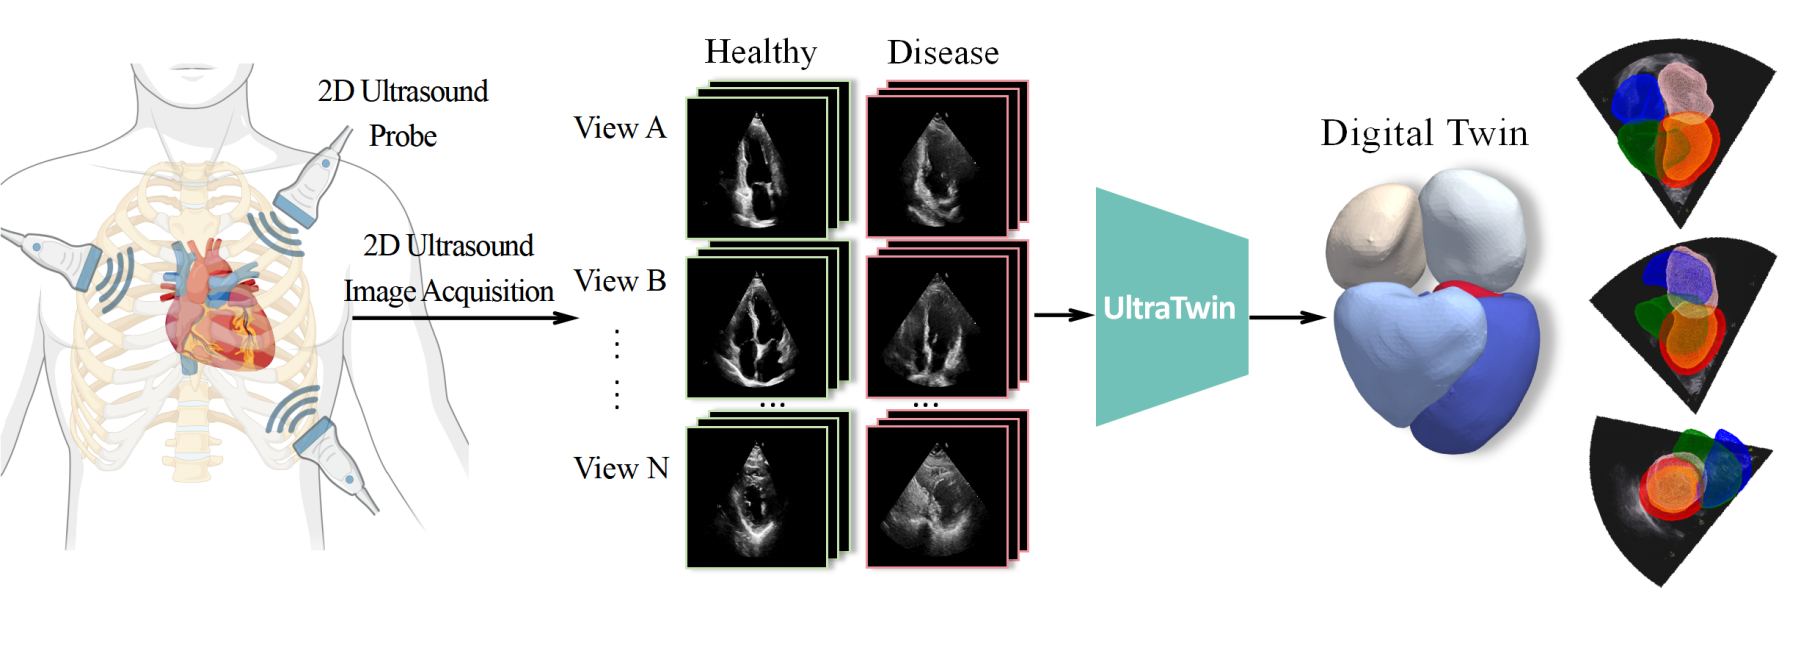 2D Ultrasound
Probe
2D Ultrasound
Image Acquisition
Healthy
Disease
View A
View B
View N
UltraTwin
Digital Twin